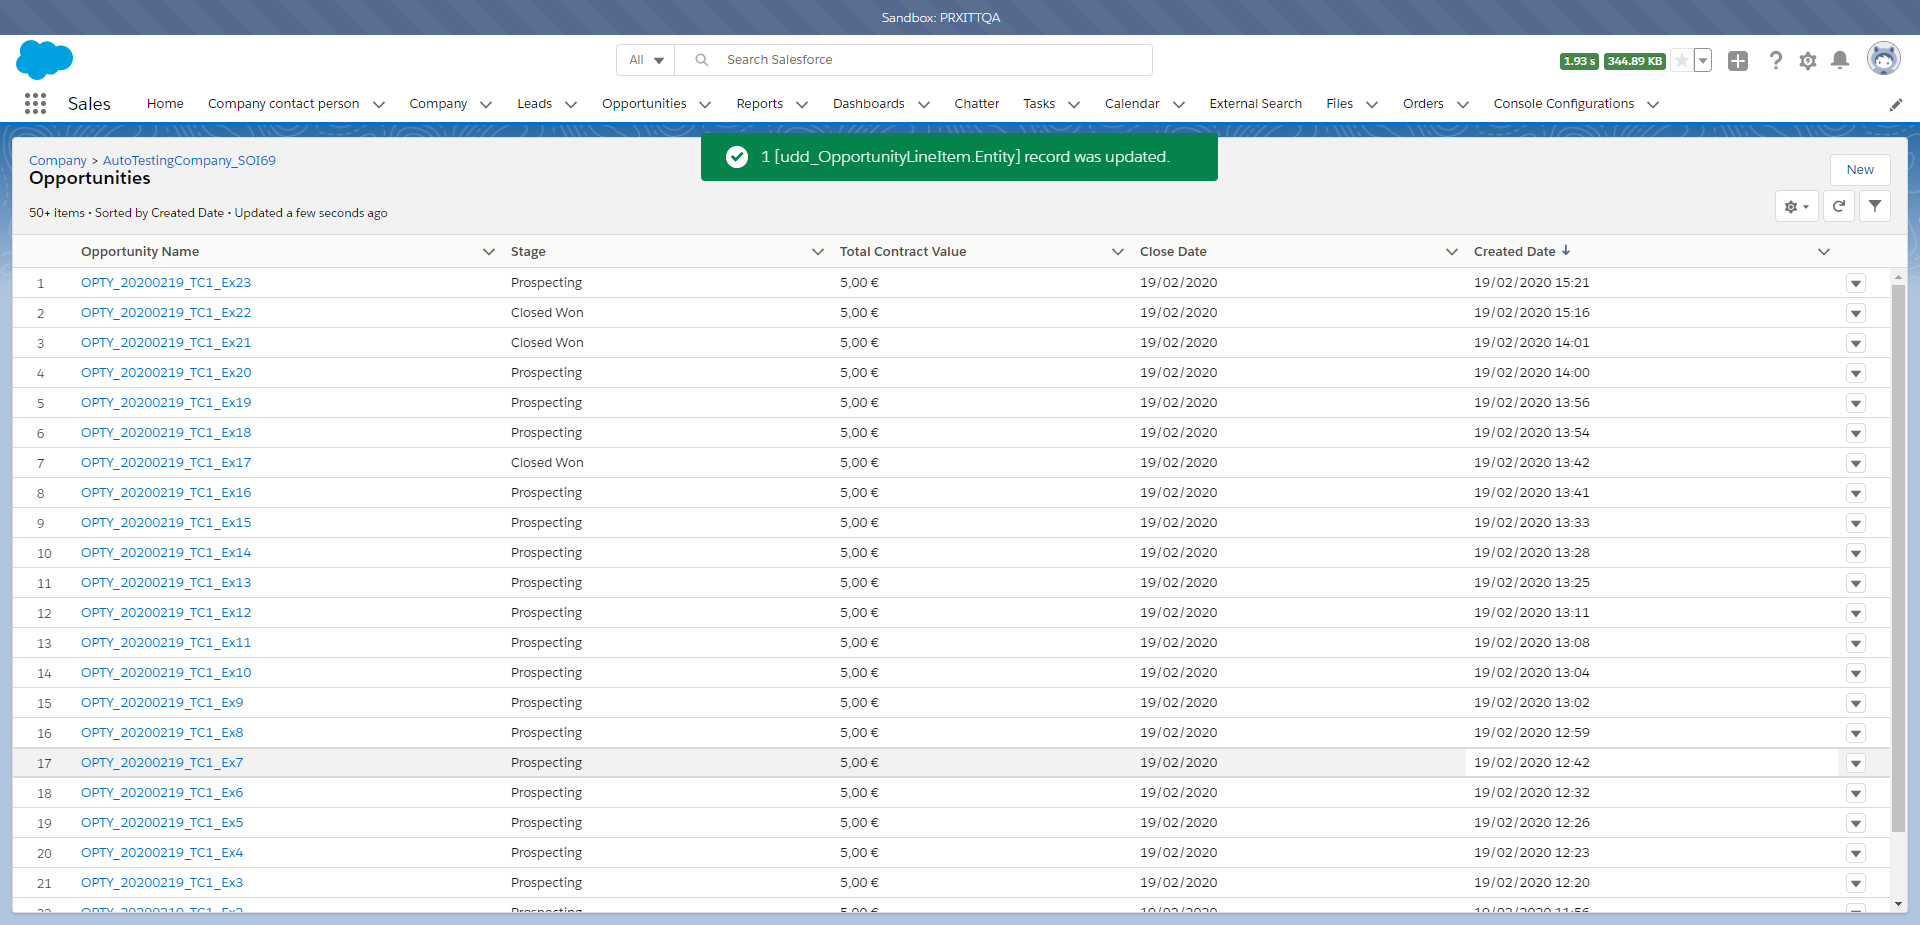 Sandbox: PRXITTQA
All Search Salesforce 1.93 s 344.89 KB
Sales Home Company contact person Company Leads Opportunities Reports Dashboards Chatter Tasks Calendar External Search Files Orders Console Configurations
1 [udd_OpportunityLineItem.Entity] record was updated.
Company > AutoTestingCompany_SOI69
Opportunities
New
50+ items • Sorted by Created Date • Updated a few seconds ago
Opportunity Name Stage Total Contract Value Close Date Created Date
1 OPTY_20200219_TC1_Ex23 Prospecting 5,00 € 19/02/2020 19/02/2020 15:21
2 OPTY_20200219_TC1_Ex22 Closed Won 5,00 € 19/02/2020 19/02/2020 15:16
3 OPTY_20200219_TC1_Ex21 Closed Won 5,00 € 19/02/2020 19/02/2020 14:01
4 OPTY_20200219_TC1_Ex20 Prospecting 5,00 € 19/02/2020 19/02/2020 14:00
5 OPTY_20200219_TC1_Ex19 Prospecting 5,00 € 19/02/2020 19/02/2020 13:56
6 OPTY_20200219_TC1_Ex18 Prospecting 5,00 € 19/02/2020 19/02/2020 13:54
7 OPTY_20200219_TC1_Ex17 Closed Won 5,00 € 19/02/2020 19/02/2020 13:42
8 OPTY_20200219_TC1_Ex16 Prospecting 5,00 € 19/02/2020 19/02/2020 13:41
9 OPTY_20200219_TC1_Ex15 Prospecting 5,00 € 19/02/2020 19/02/2020 13:33
10 OPTY_20200219_TC1_Ex14 Prospecting 5,00 € 19/02/2020 19/02/2020 13:28
11 OPTY_20200219_TC1_Ex13 Prospecting 5,00 € 19/02/2020 19/02/2020 13:25
12 OPTY_20200219_TC1_Ex12 Prospecting 5,00 € 19/02/2020 19/02/2020 13:11
13 OPTY_20200219_TC1_Ex11 Prospecting 5,00 € 19/02/2020 19/02/2020 13:08
14 OPTY_20200219_TC1_Ex10 Prospecting 5,00 € 19/02/2020 19/02/2020 13:04
15 OPTY_20200219_TC1_Ex9 Prospecting 5,00 € 19/02/2020 19/02/2020 13:02
16 OPTY_20200219_TC1_Ex8 Prospecting 5,00 € 19/02/2020 19/02/2020 12:59
17 OPTY_20200219_TC1_Ex7 Prospecting 5,00 € 19/02/2020 19/02/2020 12:42
18 OPTY_20200219_TC1_Ex6 Prospecting 5,00 € 19/02/2020 19/02/2020 12:32
19 OPTY_20200219_TC1_Ex5 Prospecting 5,00 € 19/02/2020 19/02/2020 12:26
20 OPTY_20200219_TC1_Ex4 Prospecting 5,00 € 19/02/2020 19/02/2020 12:23
21 OPTY_20200219_TC1_Ex3 Prospecting 5,00 € 19/02/2020 19/02/2020 12:20